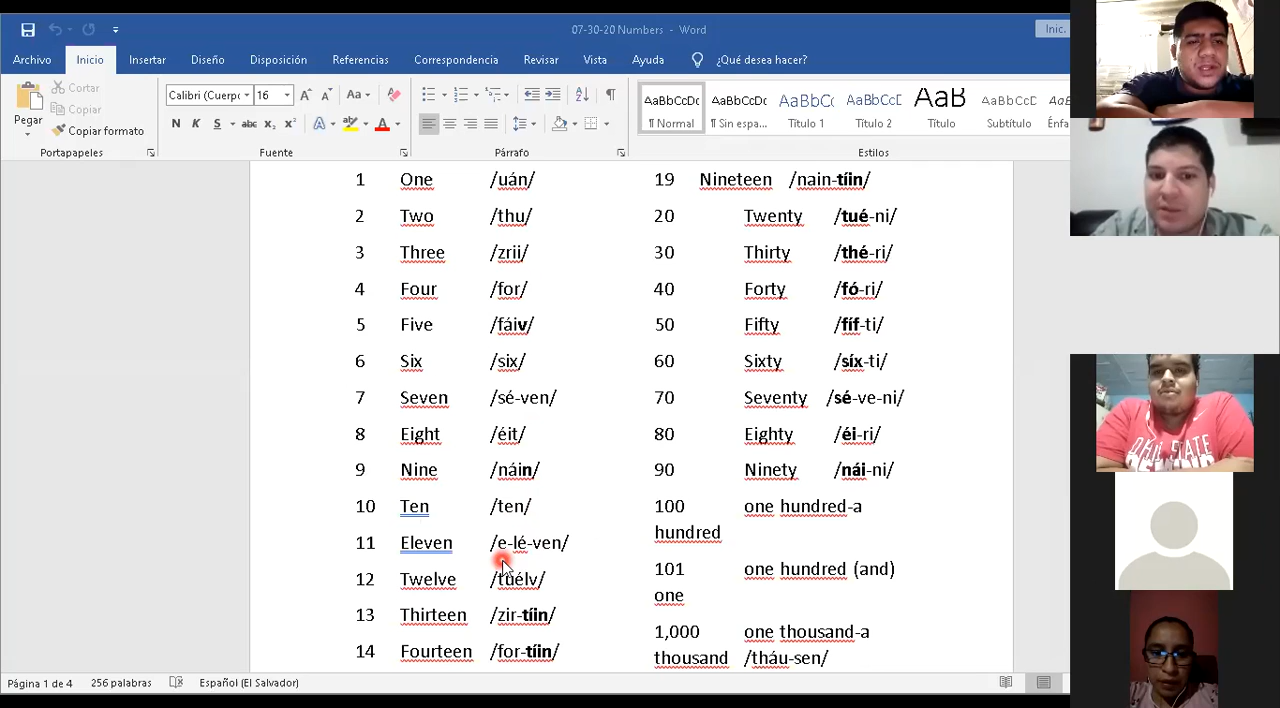 07-30-20 Numbers - Word
Inic.
Archivo Inicio Insertar Diseño Disposición Referencias Correspondencia Revisar Vista Ayuda ¿Qué desea hacer?
Pegar
Cortar
Copiar
Copiar formato
Portapapeles
Calibri (Cuerpo 16
Aa
N K S abc x₂ x²
Fuente
Párrafo
AaBbCcDc AaBbCcDc AaBbCc AaBbCcD AaB AaBbCcD
¶ Normal ¶ Sin espa... Título 1 Título 2 Título Subtítulo
Estilos
1 One /uán/
2 Two /thu/
3 Three /zrii/
4 Four /for/
5 Five /fáiv/
6 Six /six/
7 Seven /sé-ven/
8 Eight /éit/
9 Nine /náin/
10 Ten /ten/
11 Eleven /e-lé-ven/
12 Twelve /tuélv/
13 Thirteen /zir-tíin/
14 Fourteen /for-tíin/
19 Nineteen /nain-tíin/
20 Twenty /tué-ni/
30 Thirty /thé-ri/
40 Forty /fó-ri/
50 Fifty /fíf-ti/
60 Sixty /síx-ti/
70 Seventy /sé-ve-ni/
80 Eighty /éi-ri/
90 Ninety /nái-ni/
100 one hundred-a
hundred
101 one hundred (and)
one
1,000 one thousand-a
thousand /tháu-sen/
Página 1 de 4 256 palabras Español (El Salvador)